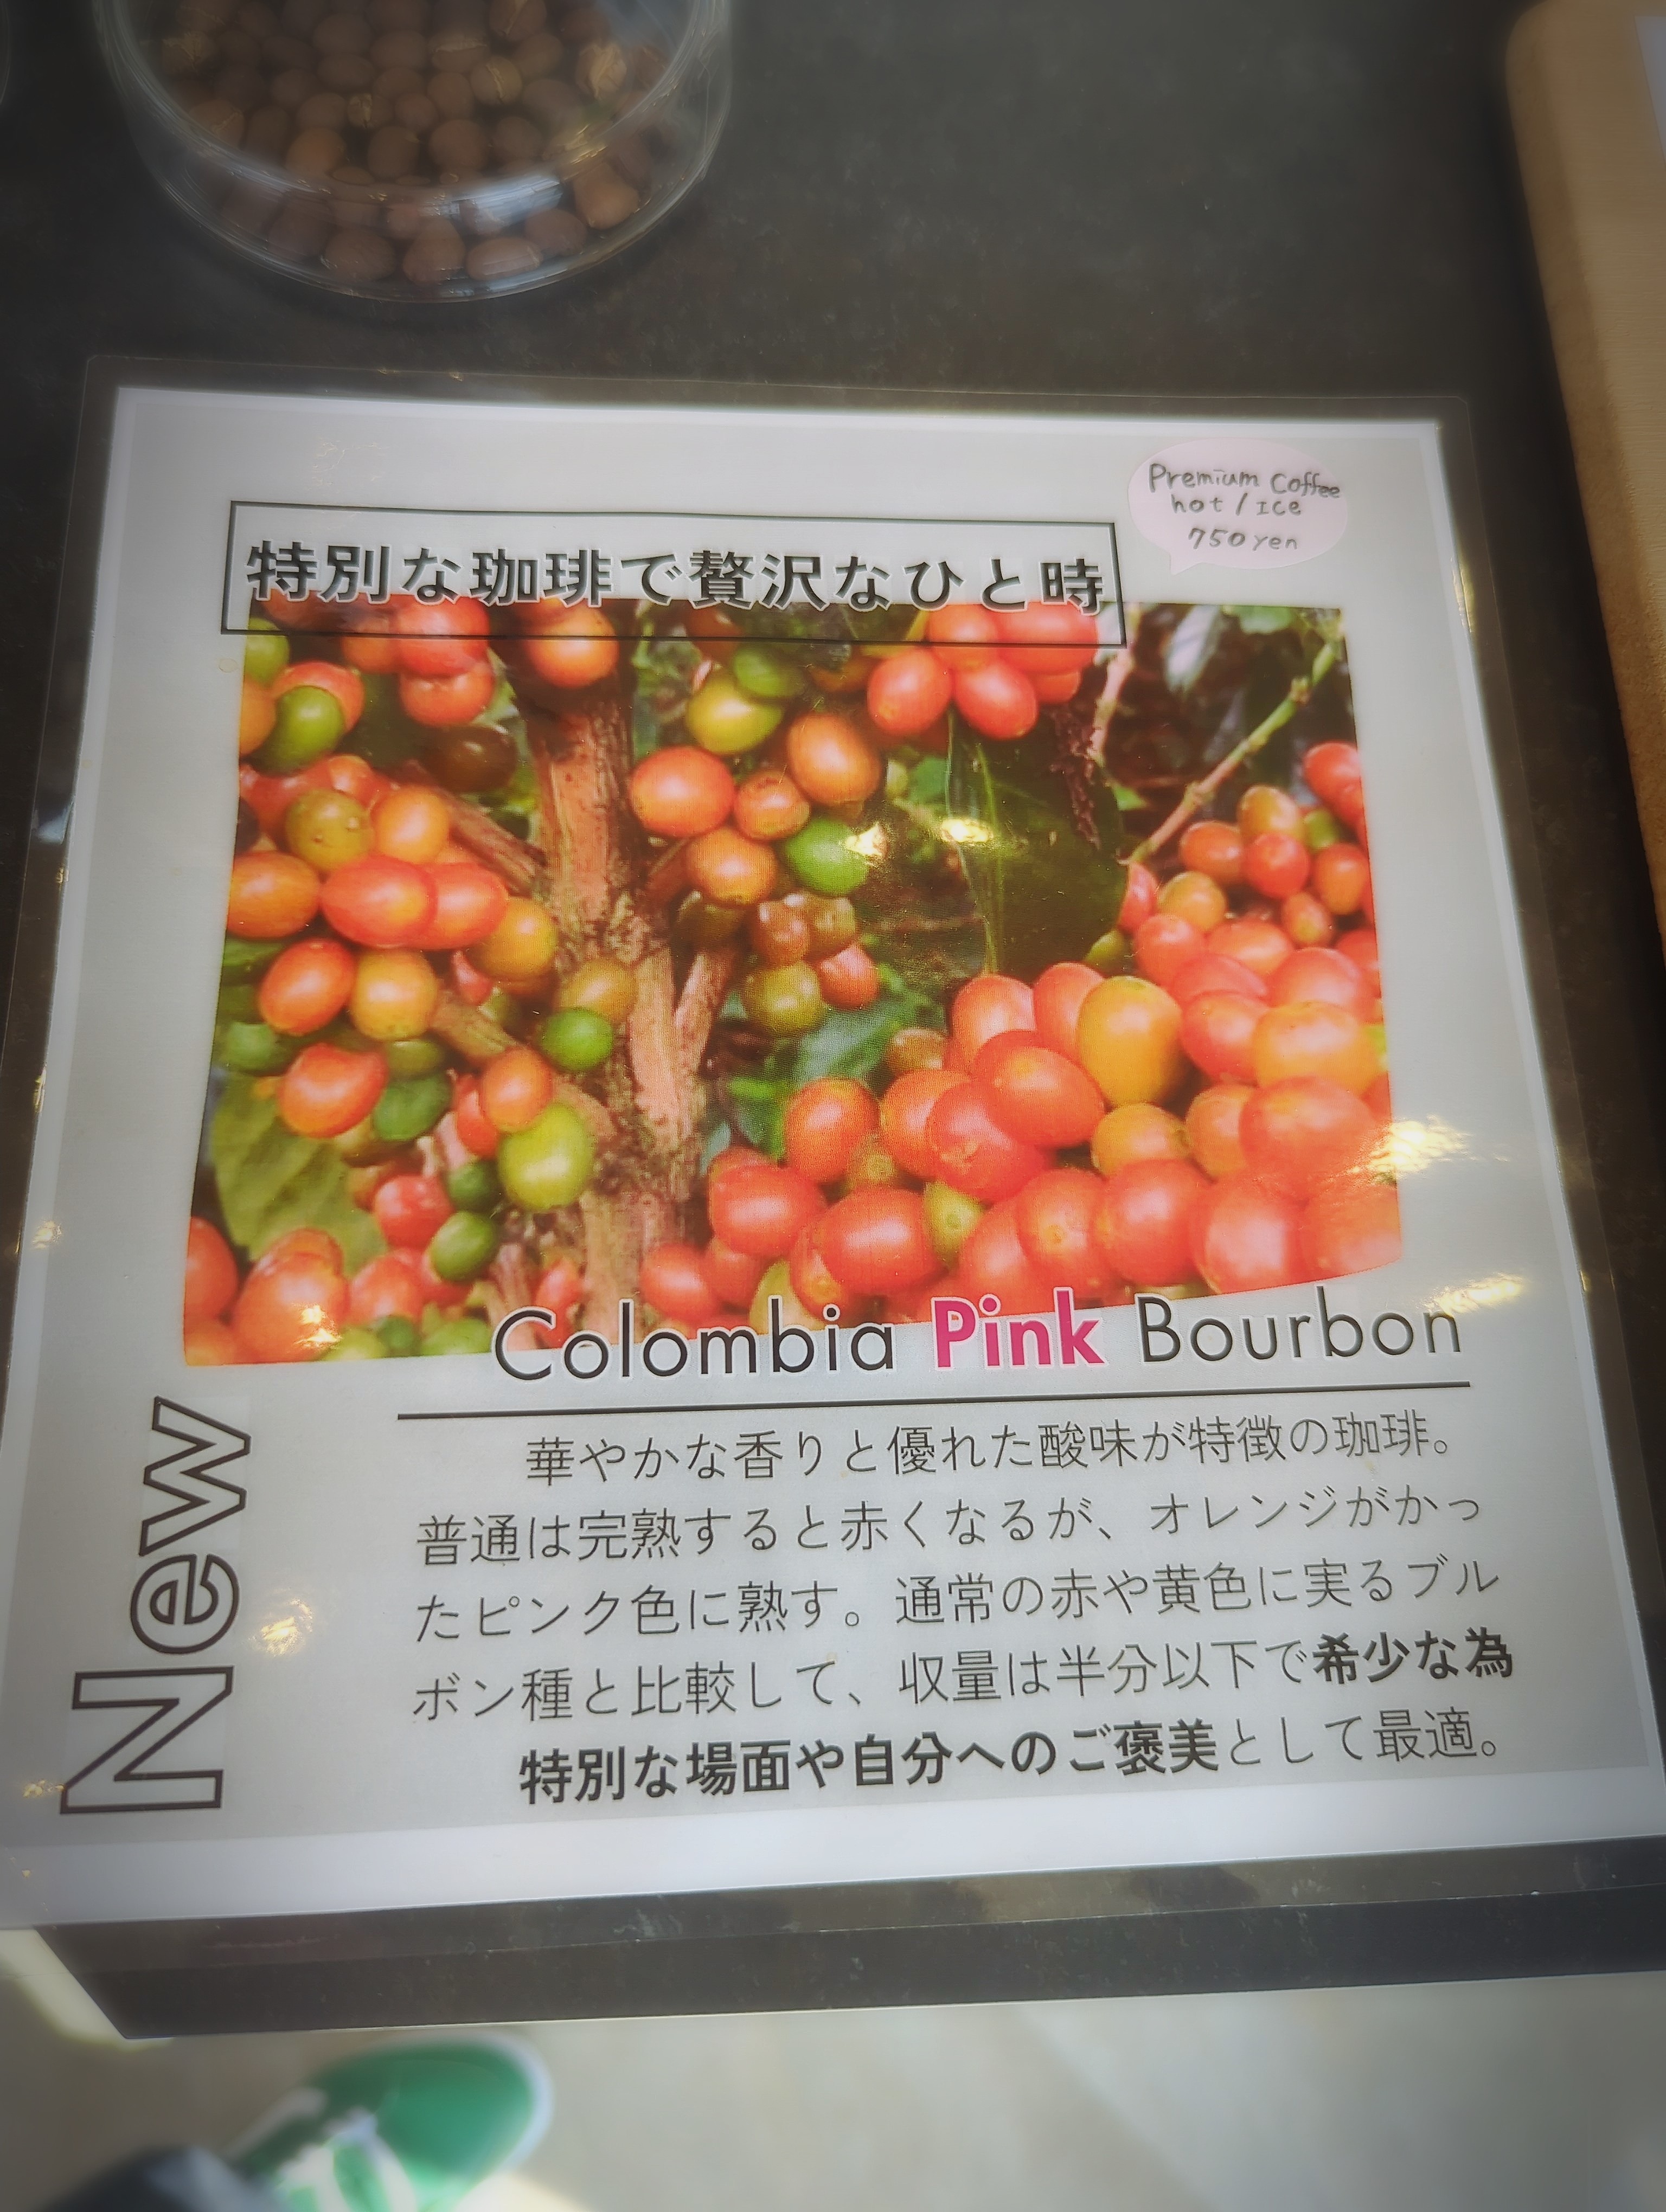 Premium Coffee
hot / Ice
750 yen
特別な珈琲で贅沢なひと時
Colombia Pink Bourbon
New
華やかな香りと優れた酸味が特徴の珈琲。
普通は完熟すると赤くなるが、オレンジがかっ
たピンク色に熟す。通常の赤や黄色に実るブル
ボン種と比較して、収量は半分以下で希少な為
特別な場面や自分へのご褒美として最適。